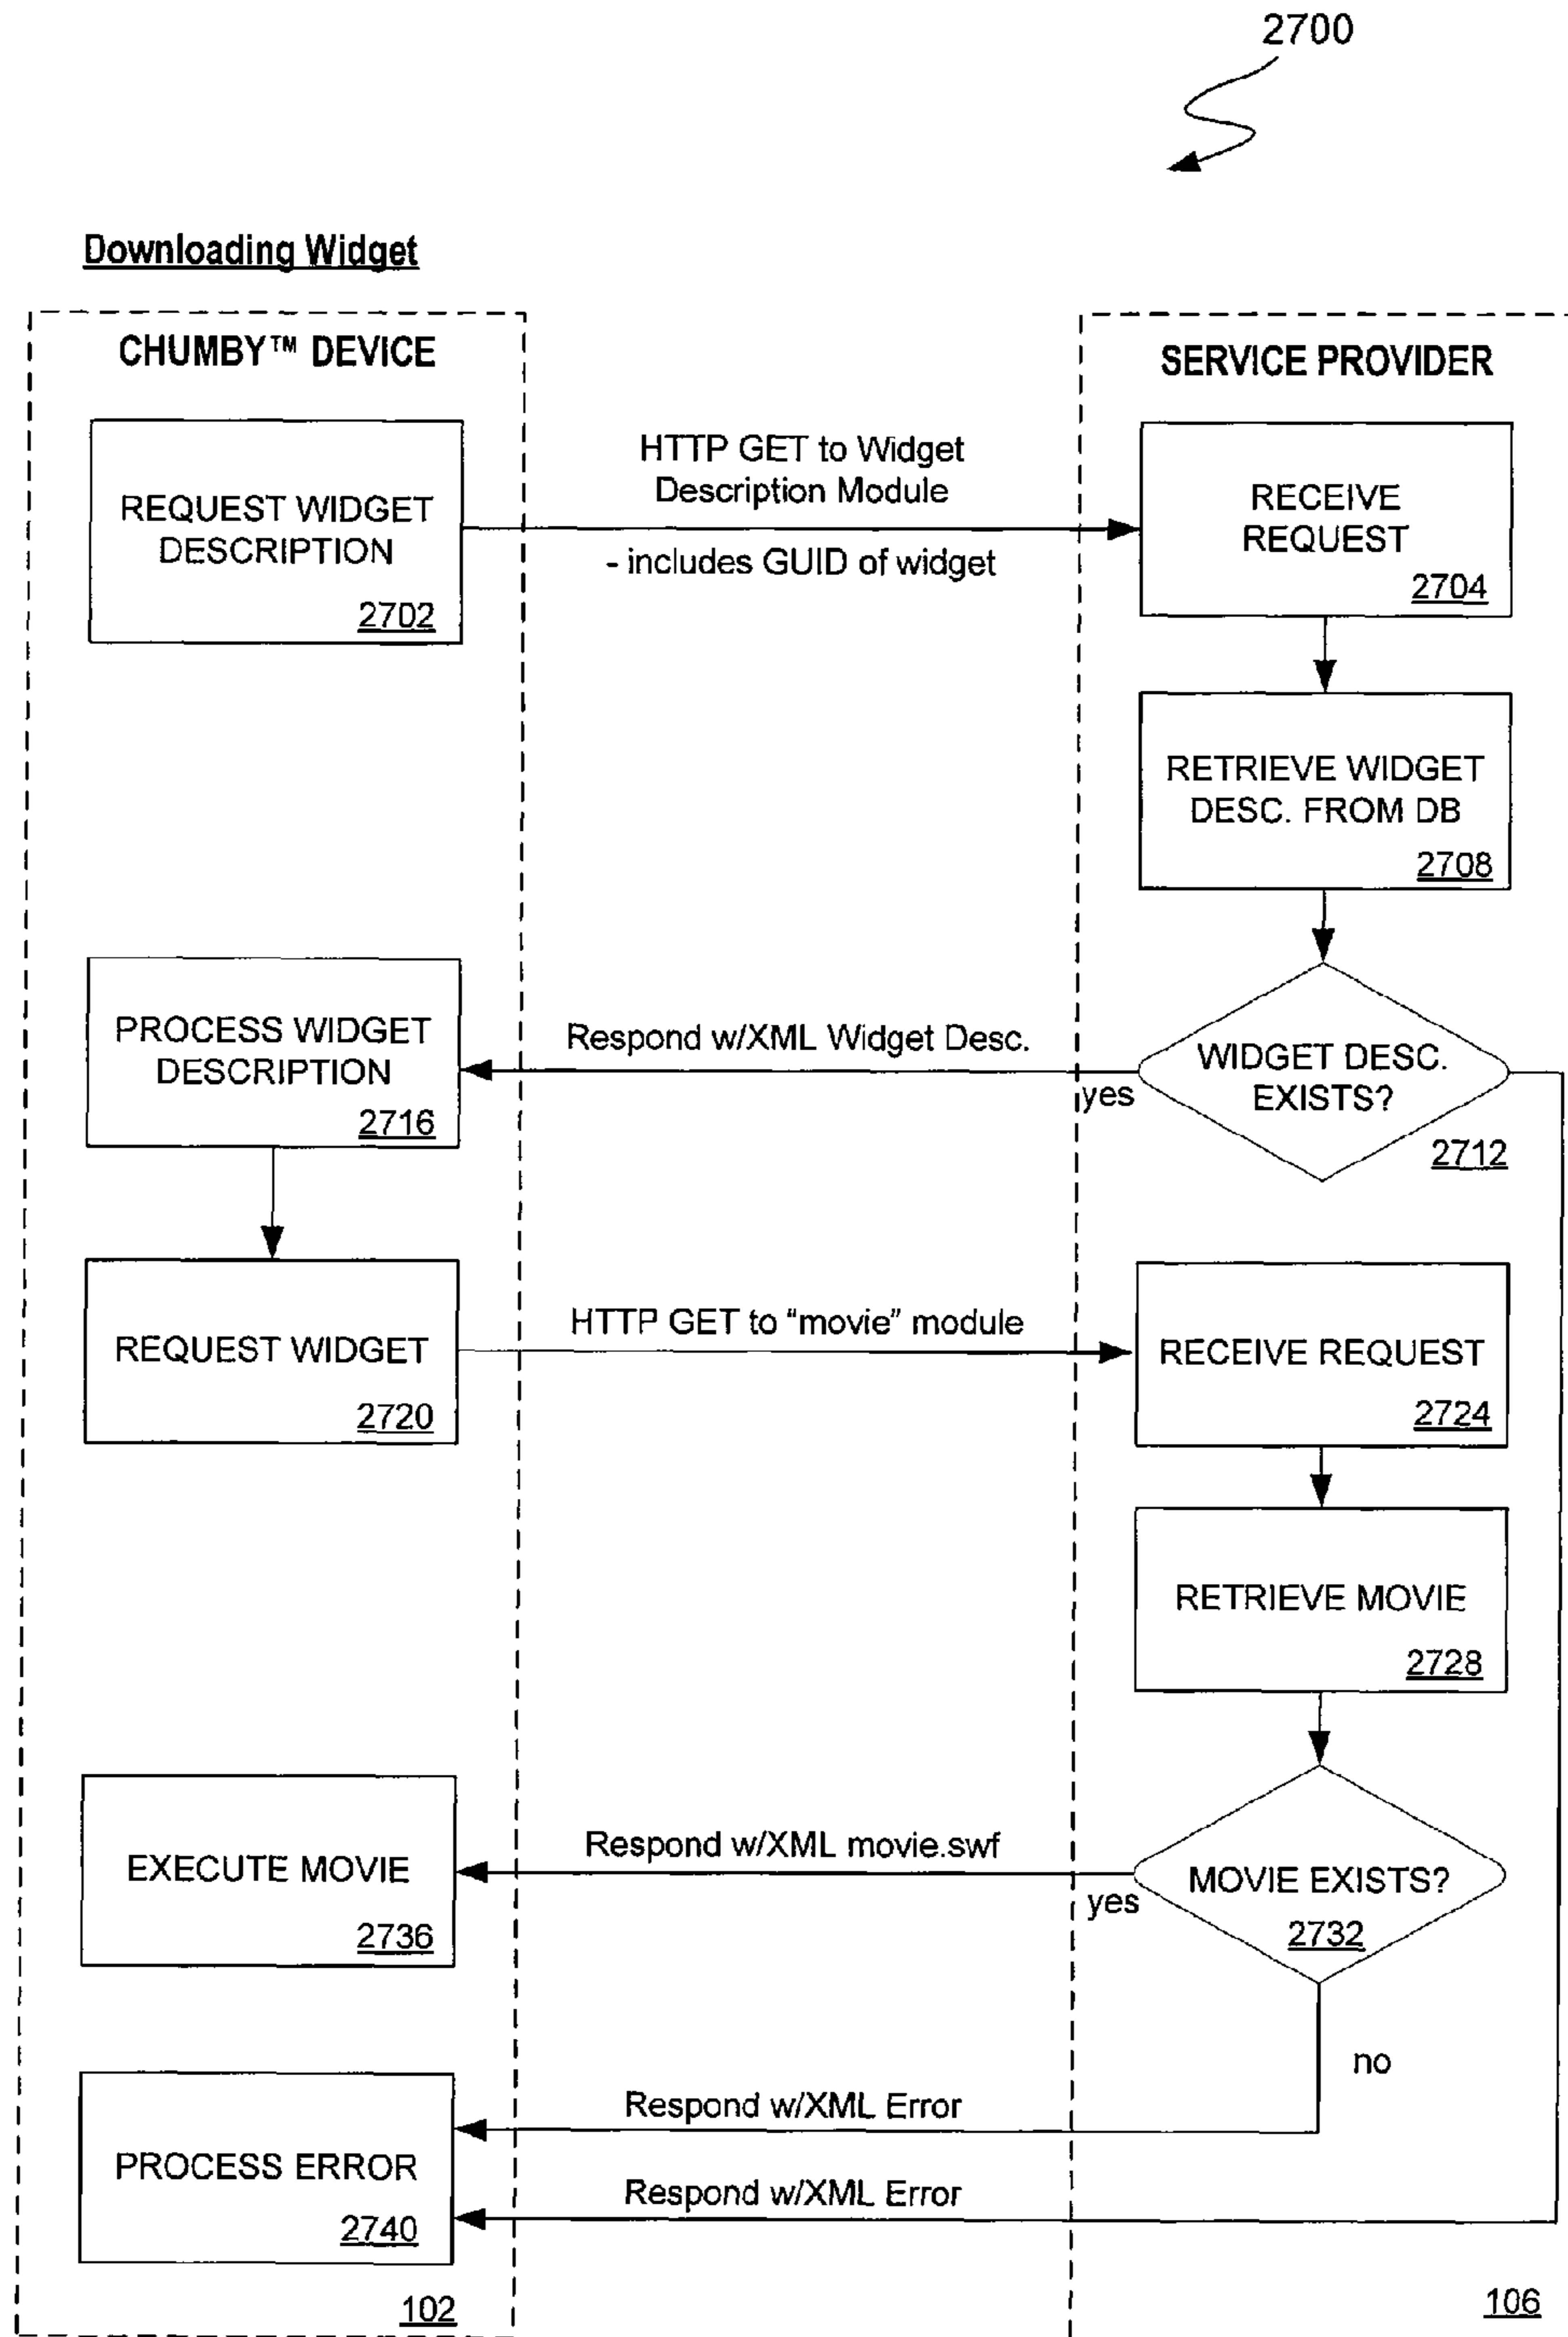 2700
Downloading Widget
CHUMBY™ DEVICE
SERVICE PROVIDER
REQUEST WIDGET
DESCRIPTION
2702
HTTP GET to Widget
Description Module
- includes GUID of widget
RECEIVE
REQUEST
2704
RETRIEVE WIDGET
DESC. FROM DB
2708
PROCESS WIDGET
DESCRIPTION
2716
Respond w/XML Widget Desc.
yes
WIDGET DESC.
EXISTS?
2712
REQUEST WIDGET
2720
HTTP GET to “movie” module
RECEIVE REQUEST
2724
RETRIEVE MOVIE
2728
EXECUTE MOVIE
2736
Respond w/XML movie.swf
yes
MOVIE EXISTS?
2732
no
PROCESS ERROR
2740
Respond w/XML Error
Respond w/XML Error
102
106